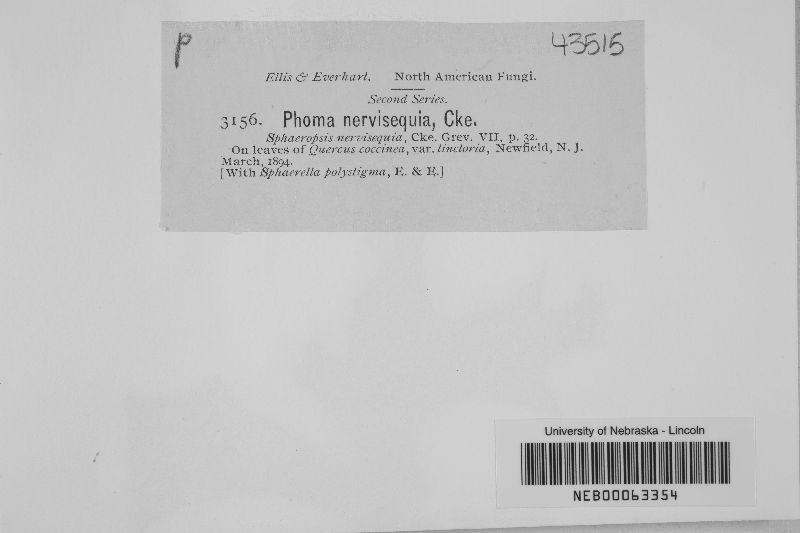 P
43515
Ellis & Everhart. North American Fungi.
Second Series.
3156. Phoma nervisequia, Cke.
Sphaeropsis nervisequia, Cke. Grev. VII, p. 32.
On leaves of Quercus coccinea, var. tinctoria, Newfield, N. J.
March, 1894.
[With Sphaerella polystigma, E. & E.]
University of Nebraska - Lincoln
NEB00063354